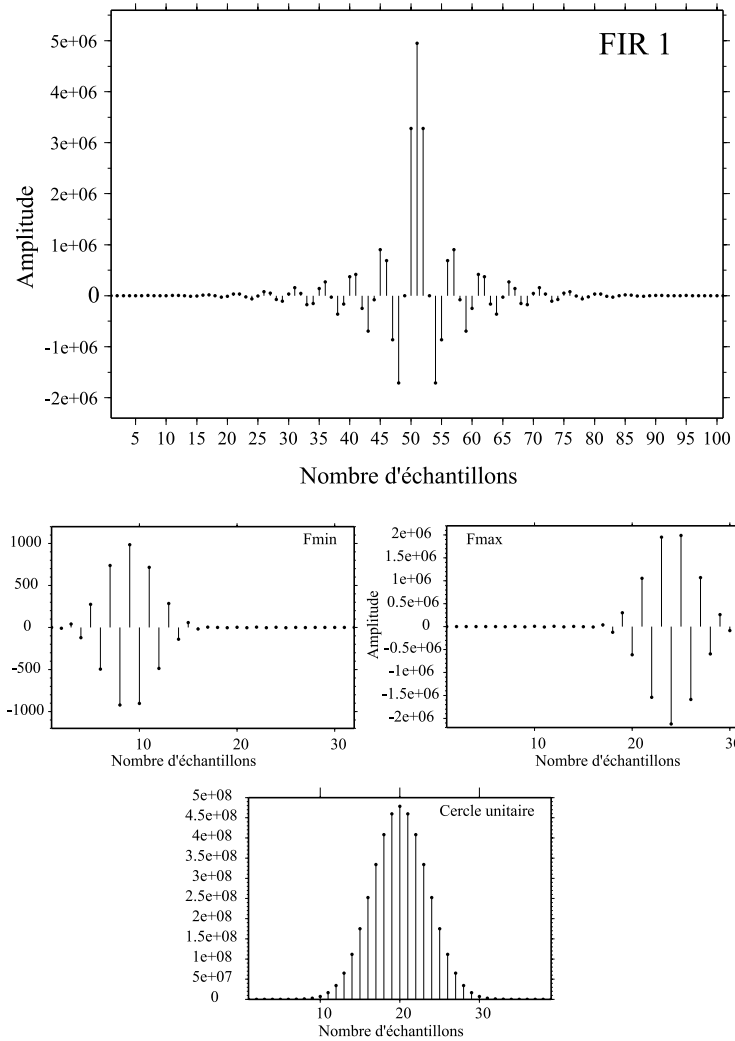 FIR 1
5e+06
4e+06
3e+06
2e+06
1e+06
0
-1e+06
-2e+06
Amplitude
5 10 15 20 25 30 35 40 45 50 55 60 65 70 75 80 85 90 95 100
Nombre d'échantillons
Fmin
1000
500
0
-500
-1000
10 20 30
Nombre d'échantillons
Fmax
2e+06
1.5e+06
1e+06
0.5e+06
0
-0.5e+06
-1e+06
-1.5e+06
-2e+06
Amplitude
10 20 30
Nombre d'échantillons
Cercle unitaire
5e+08
4.5e+08
4e+08
3.5e+08
3e+08
2.5e+08
2e+08
1.5e+08
1e+08
5e+07
0
10 20 30
Nombre d'échantillons